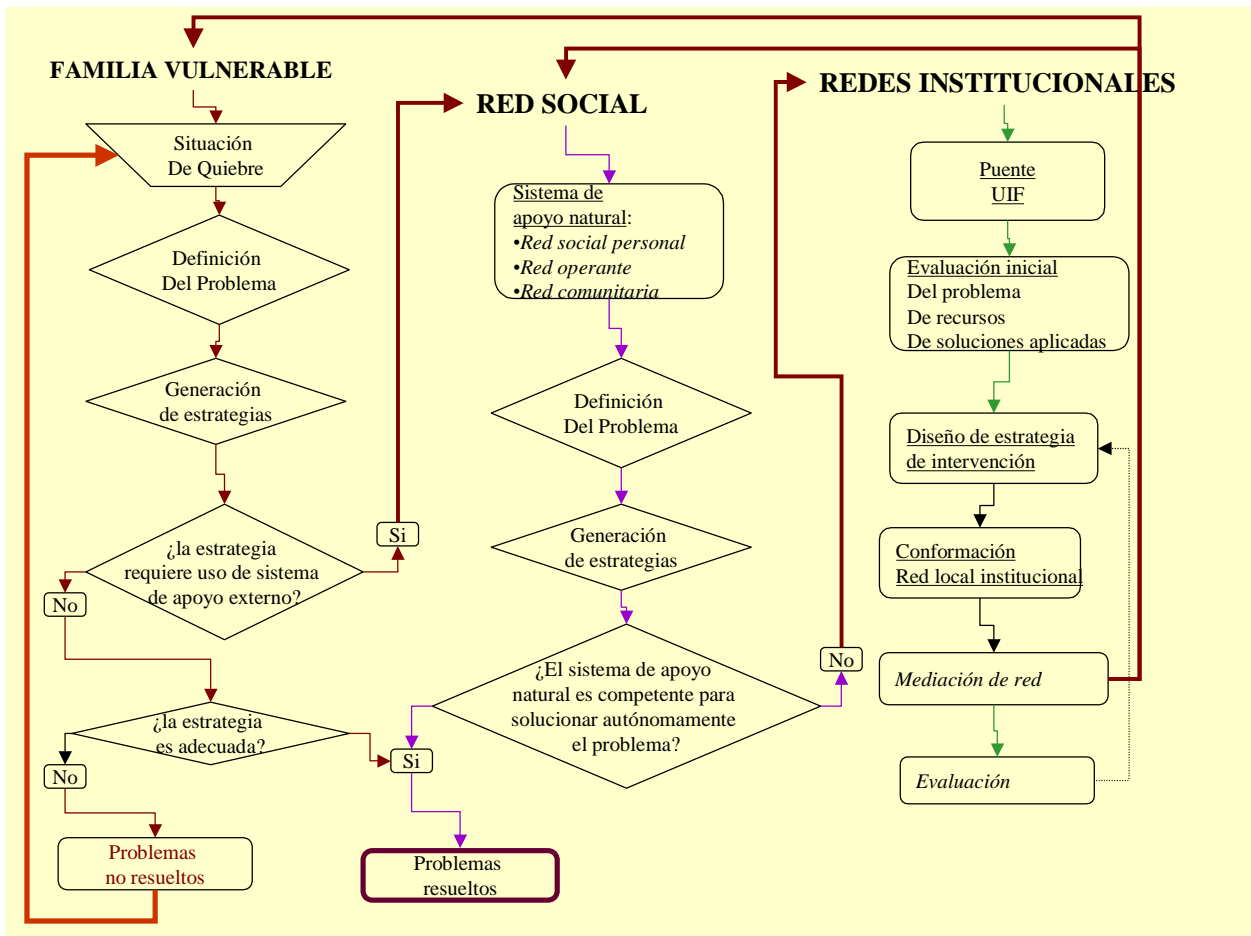 FAMILIA VULNERABLE
Situación
De Quiebre
Definición
Del Problema
Generación
de estrategias
¿la estrategia
requiere uso de sistema
de apoyo externo?
Si
No
¿la estrategia
es adecuada?
No
Si
Problemas
no resueltos
Problemas
resueltos
RED SOCIAL
Sistema de
apoyo natural:
•Red social personal
•Red operante
•Red comunitaria
Definición
Del Problema
Generación
de estrategias
¿El sistema de apoyo
natural es competente para
solucionar autónomamente
el problema?
No
REDES INSTITUCIONALES
Puente
UIF
Evaluación inicial
Del problema
De recursos
De soluciones aplicadas
Diseño de estrategia
de intervención
Conformación
Red local institucional
Mediación de red
Evaluación